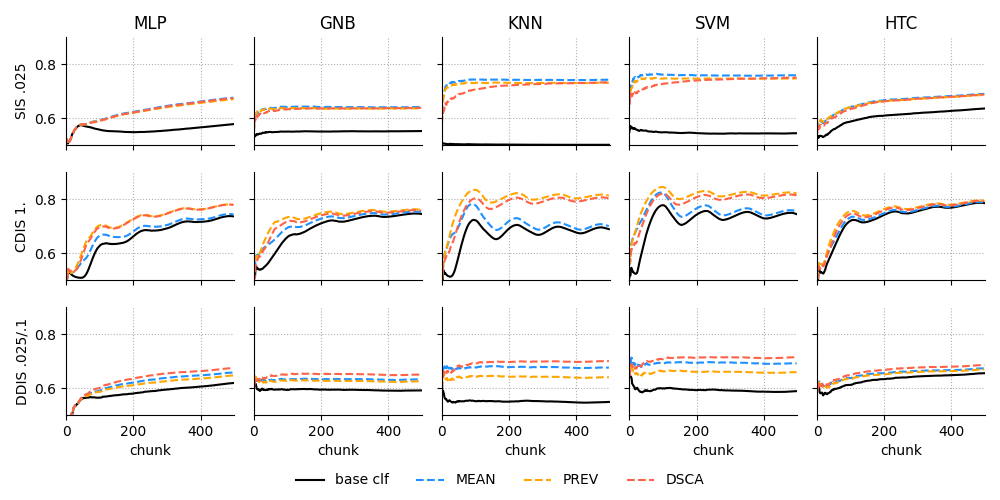 MLP GNB KNN SVM HTC
SIS .025
0.8
0.6
CDIS 1.
0.8
0.6
DDIS .025/.1
0.8
0.6
0 200 400 0 200 400 0 200 400 0 200 400 0 200 400
chunk chunk chunk chunk chunk
base clf MEAN PREV DSCA